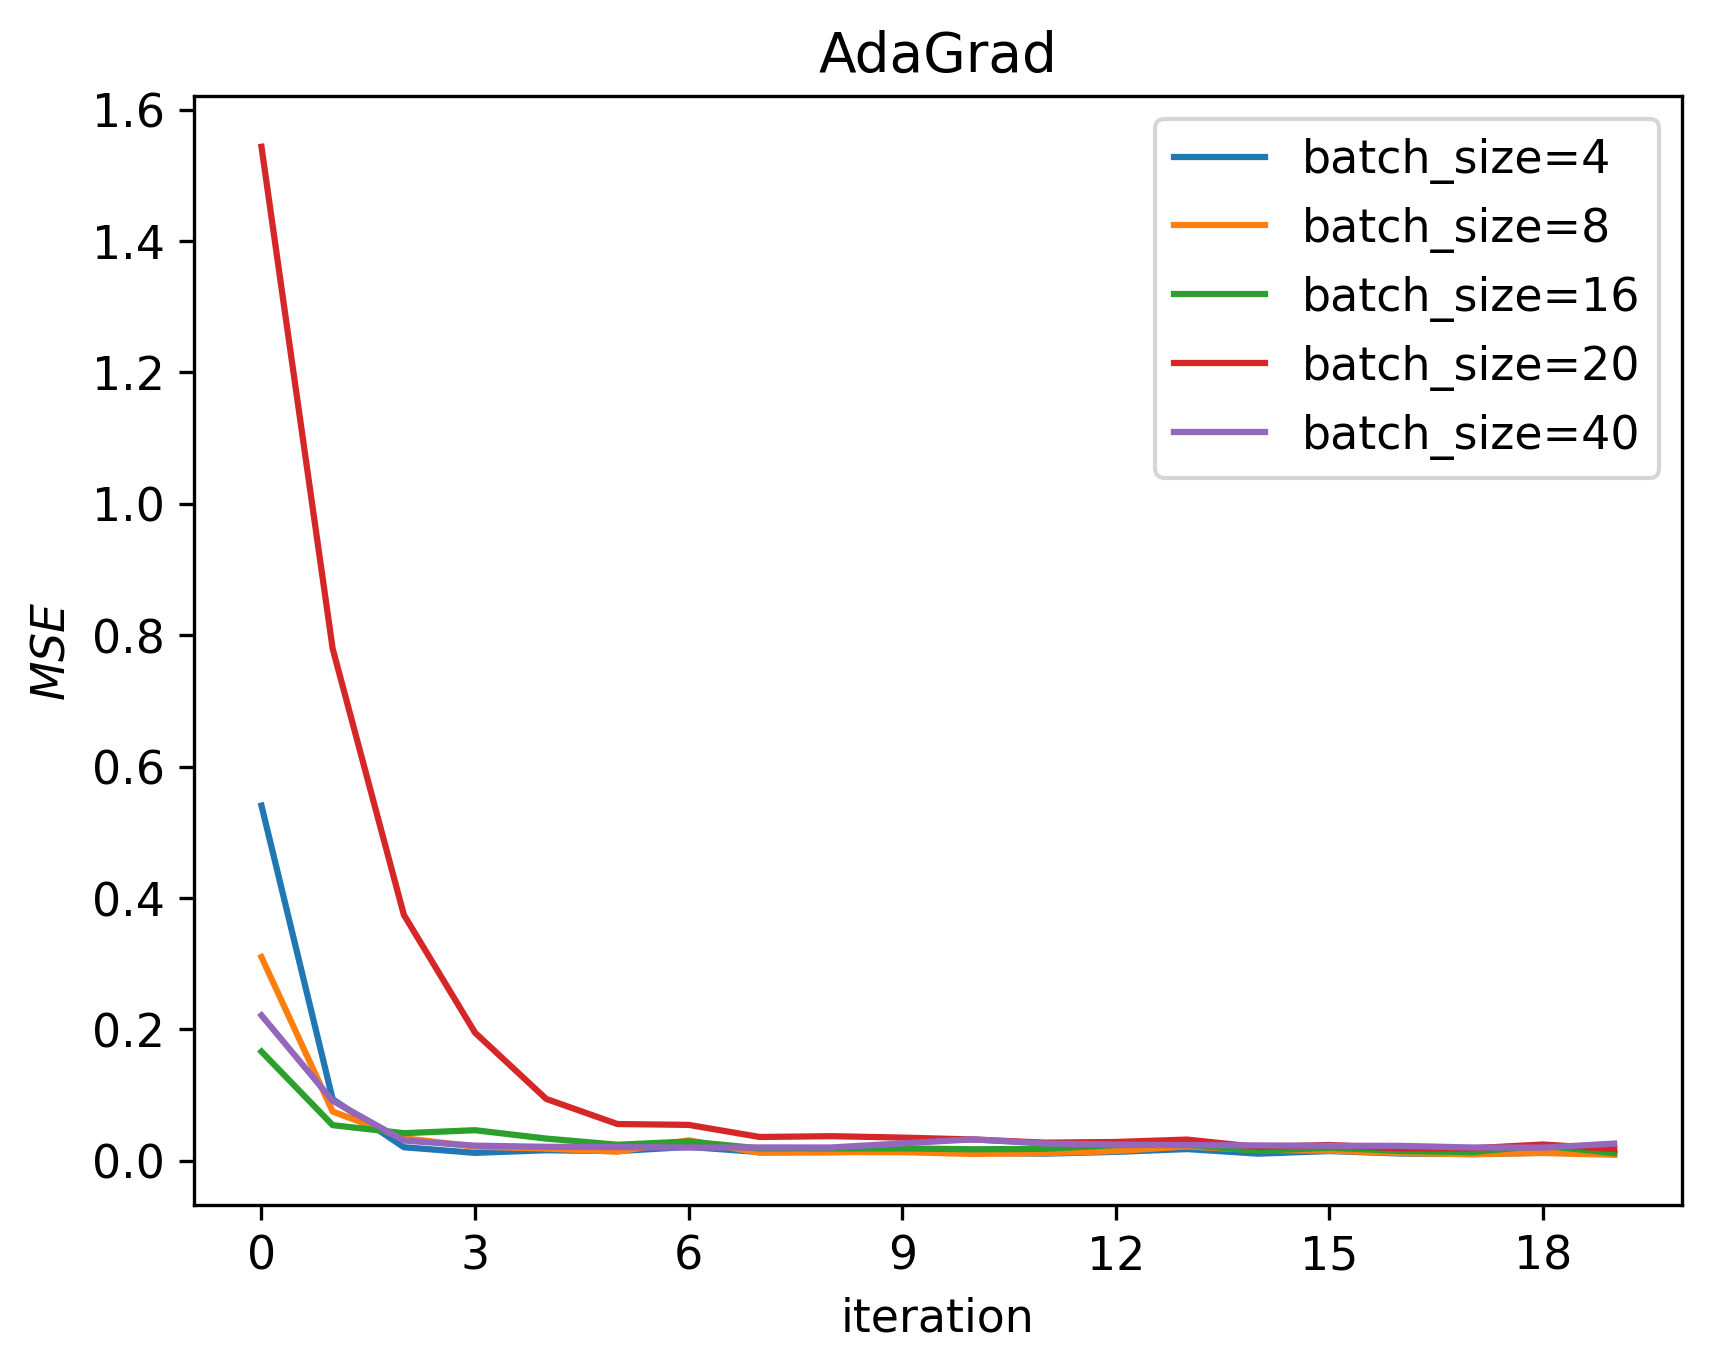 AdaGrad
1.6
1.4
1.2
1.0
0.8
0.6
0.4
0.2
0.0
MSE
batch_size=4
batch_size=8
batch_size=16
batch_size=20
batch_size=40
0 3 6 9 12 15 18
iteration